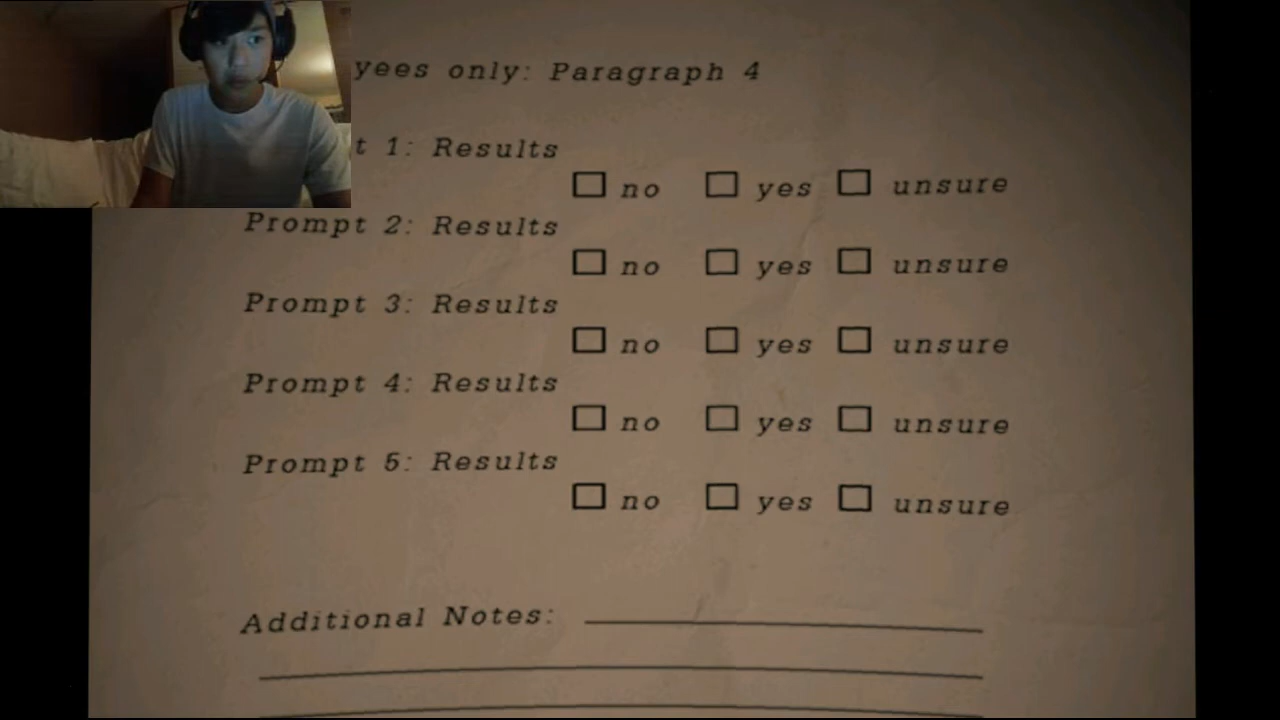 yees only: Paragraph 4
t 1: Results
no yes unsure
Prompt 2: Results
no yes unsure
Prompt 3: Results
no yes unsure
Prompt 4: Results
no yes unsure
Prompt 5: Results
no yes unsure
Additional Notes: